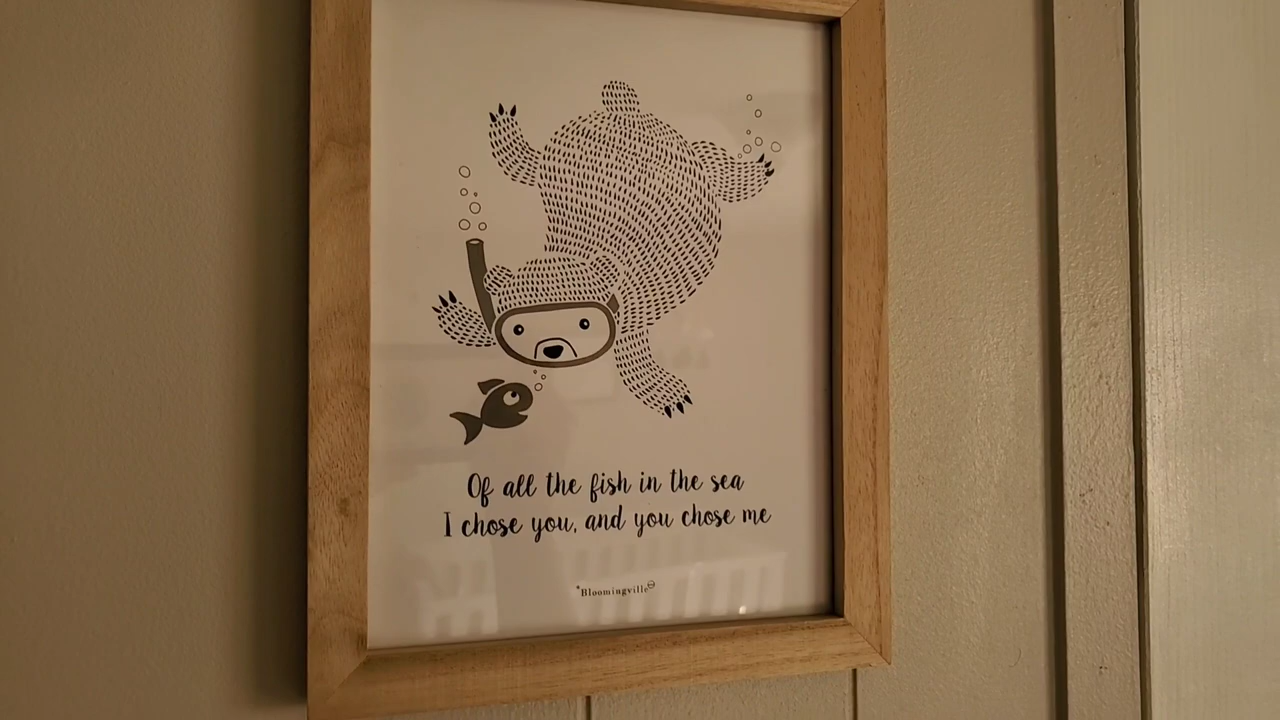 Of all the fish in the sea
I chose you, and you chose me
*Bloomingville